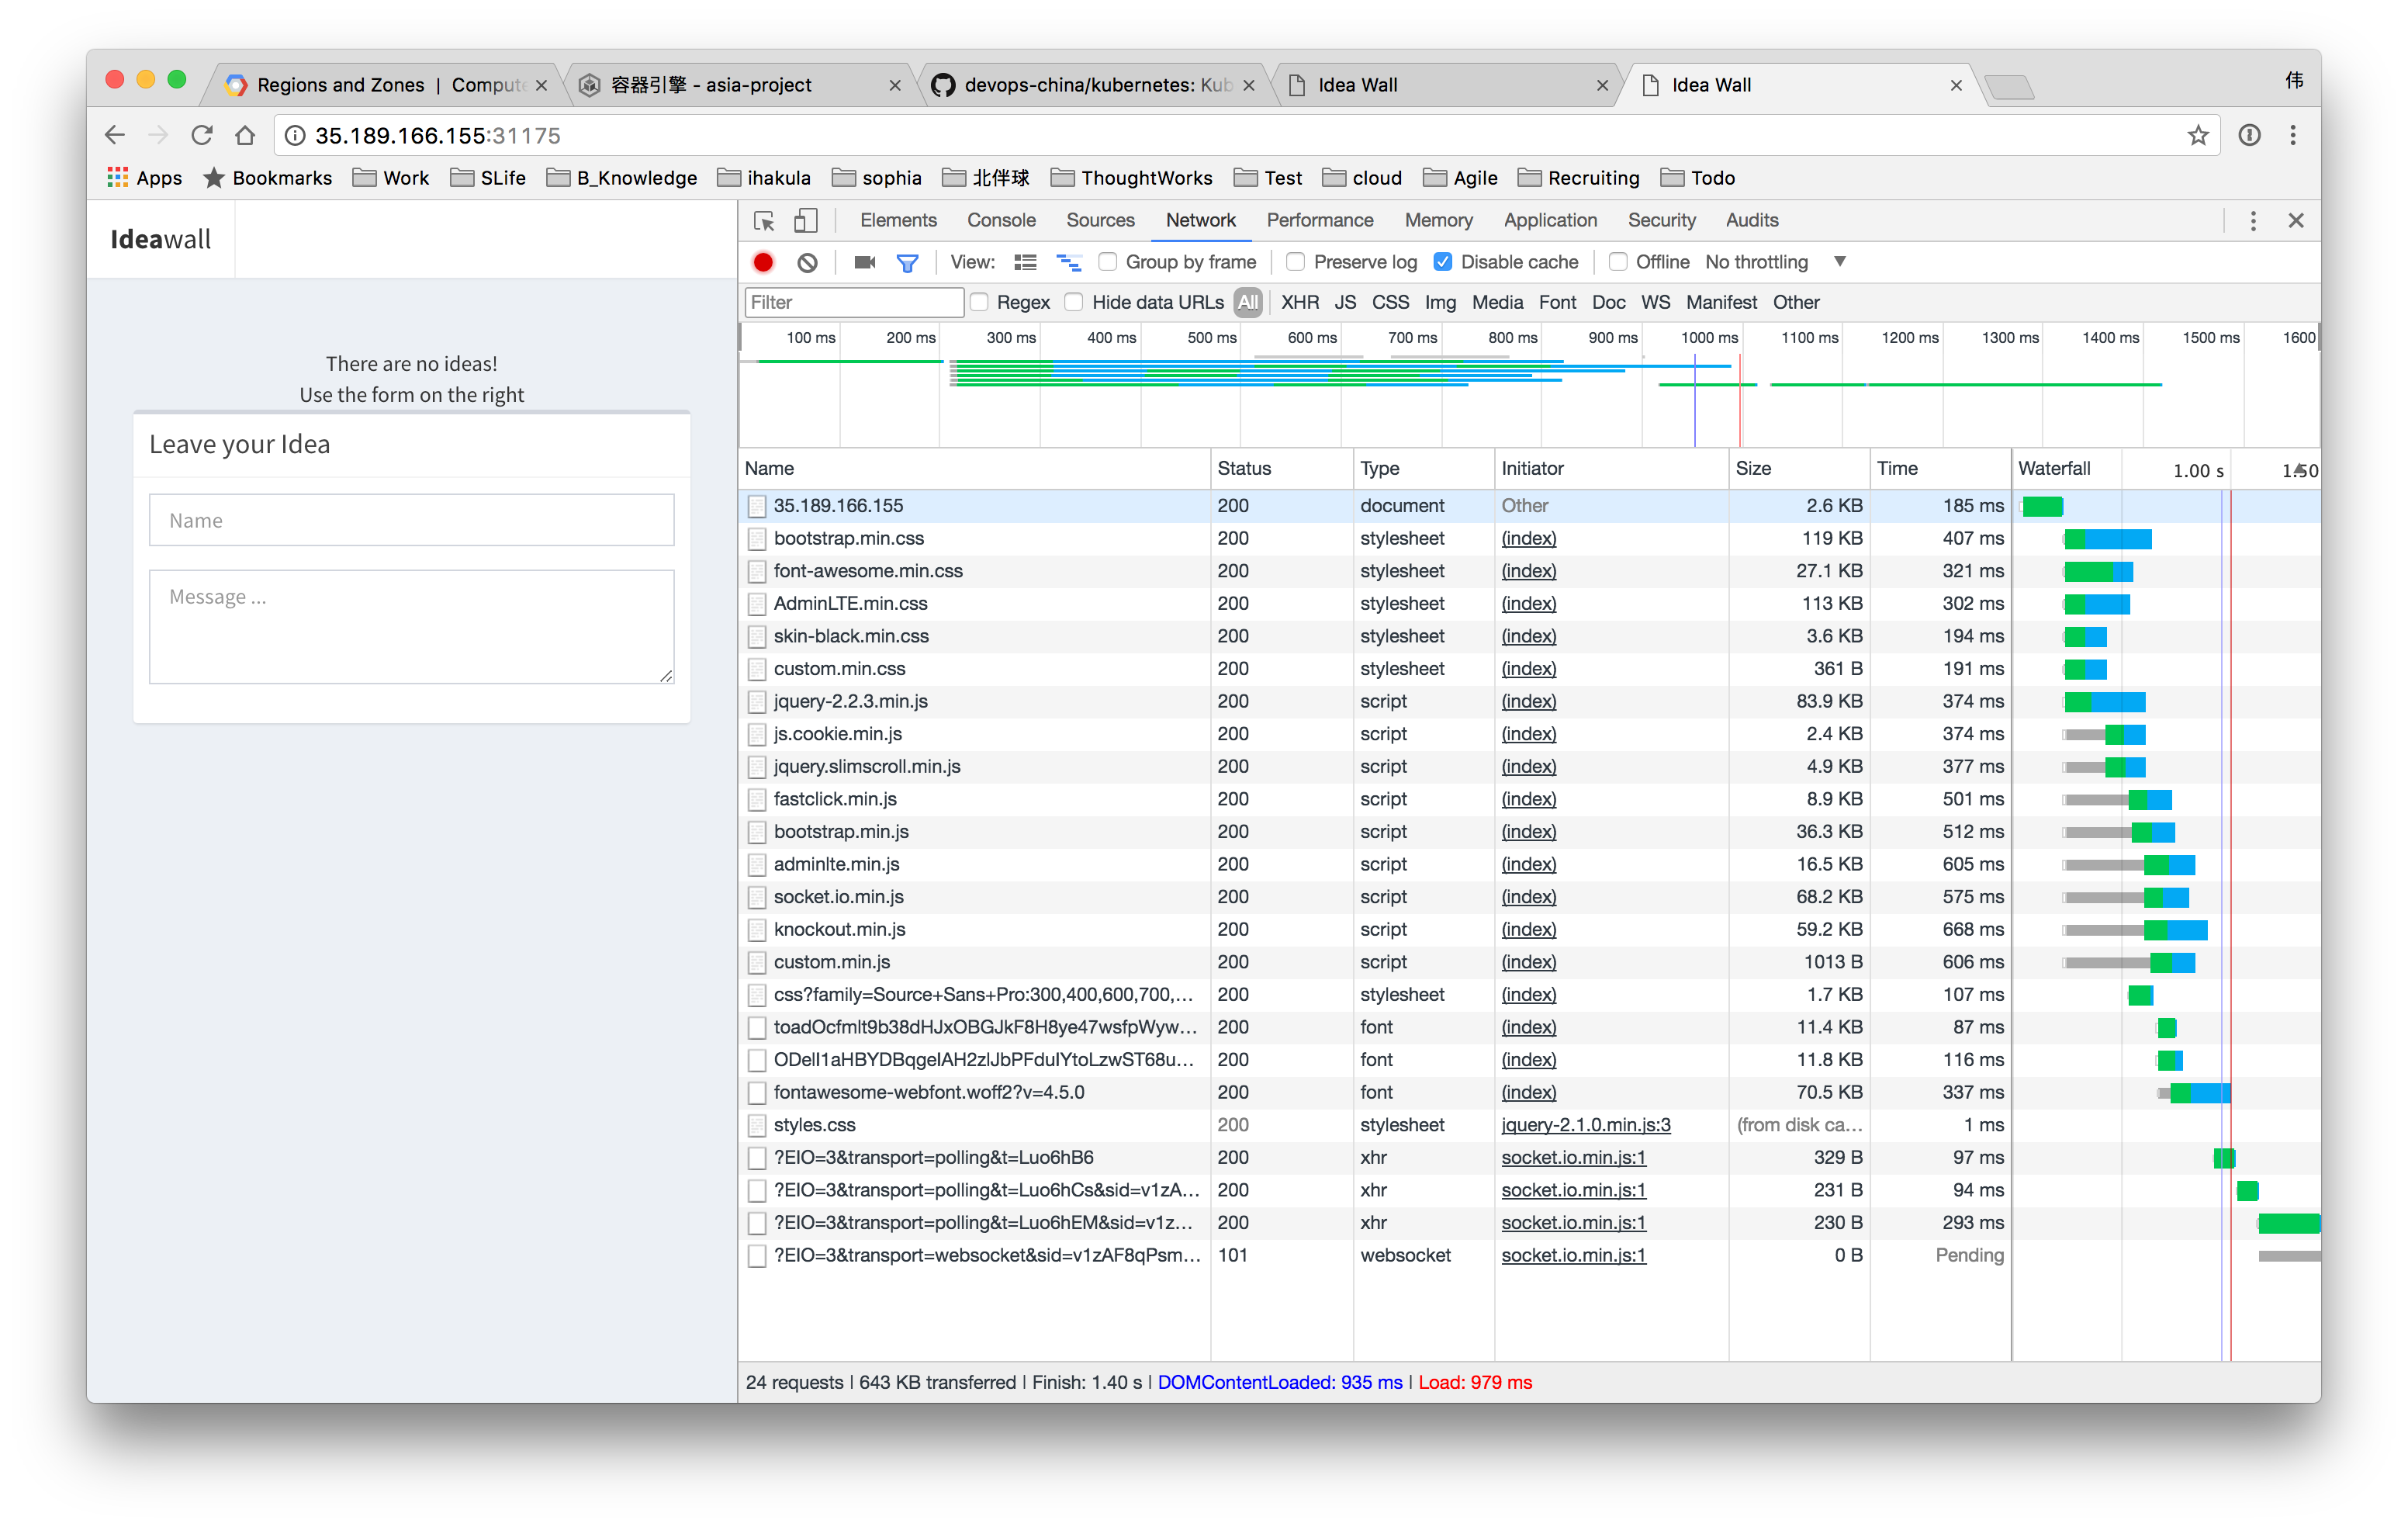 Regions and Zones | Compute
容器引擎 - asia-project
devops-china/kubernetes: Kub
Idea Wall
Idea Wall
伟
35.189.166.155:31175
Apps Bookmarks Work SLife B_Knowledge ihakula sophia 北伴球 ThoughtWorks Test cloud Agile Recruiting Todo
Ideawall
There are no ideas!
Use the form on the right
Leave your Idea
Name
Message ...
Elements Console Sources Network Performance Memory Application Security Audits
View: Group by frame Preserve log Disable cache Offline No throttling
Filter Regex Hide data URLs All XHR JS CSS Img Media Font Doc WS Manifest Other
100 ms 200 ms 300 ms 400 ms 500 ms 600 ms 700 ms 800 ms 900 ms 1000 ms 1100 ms 1200 ms 1300 ms 1400 ms 1500 ms 1600
Name Status Type Initiator Size Time Waterfall 1.00 s 1.50
35.189.166.155 200 document Other 2.6 KB 185 ms
bootstrap.min.css 200 stylesheet (index) 119 KB 407 ms
font-awesome.min.css 200 stylesheet (index) 27.1 KB 321 ms
AdminLTE.min.css 200 stylesheet (index) 113 KB 302 ms
skin-black.min.css 200 stylesheet (index) 3.6 KB 194 ms
custom.min.css 200 stylesheet (index) 361 B 191 ms
jquery-2.2.3.min.js 200 script (index) 83.9 KB 374 ms
js.cookie.min.js 200 script (index) 2.4 KB 374 ms
jquery.slimscroll.min.js 200 script (index) 4.9 KB 377 ms
fastclick.min.js 200 script (index) 8.9 KB 501 ms
bootstrap.min.js 200 script (index) 36.3 KB 512 ms
adminlte.min.js 200 script (index) 16.5 KB 605 ms
socket.io.min.js 200 script (index) 68.2 KB 575 ms
knockout.min.js 200 script (index) 59.2 KB 668 ms
custom.min.js 200 script (index) 1013 B 606 ms
css?family=Source+Sans+Pro:300,400,600,700,... 200 stylesheet (index) 1.7 KB 107 ms
200 font (index) 11.4 KB 87 ms
200 font (index) 11.8 KB 116 ms
fontawesome-webfont.woff2?v=4.5.0 200 font (index) 70.5 KB 337 ms
styles.css 200 stylesheet jquery-2.1.0.min.js:3 (from disk ca... 1 ms
?EIO=3&transport=polling&t=Luo6hB6 200 xhr socket.io.min.js:1 329 B 97 ms
?EIO=3&transport=polling&t=Luo6hCs&sid=v1zA... 200 xhr socket.io.min.js:1 231 B 94 ms
?EIO=3&transport=polling&t=Luo6hEM&sid=v1z... 200 xhr socket.io.min.js:1 230 B 293 ms
?EIO=3&transport=websocket&sid=v1zAF8qPsm... 101 websocket socket.io.min.js:1 0 B Pending
24 requests | 643 KB transferred | Finish: 1.40 s | DOMContentLoaded: 935 ms | Load: 979 ms